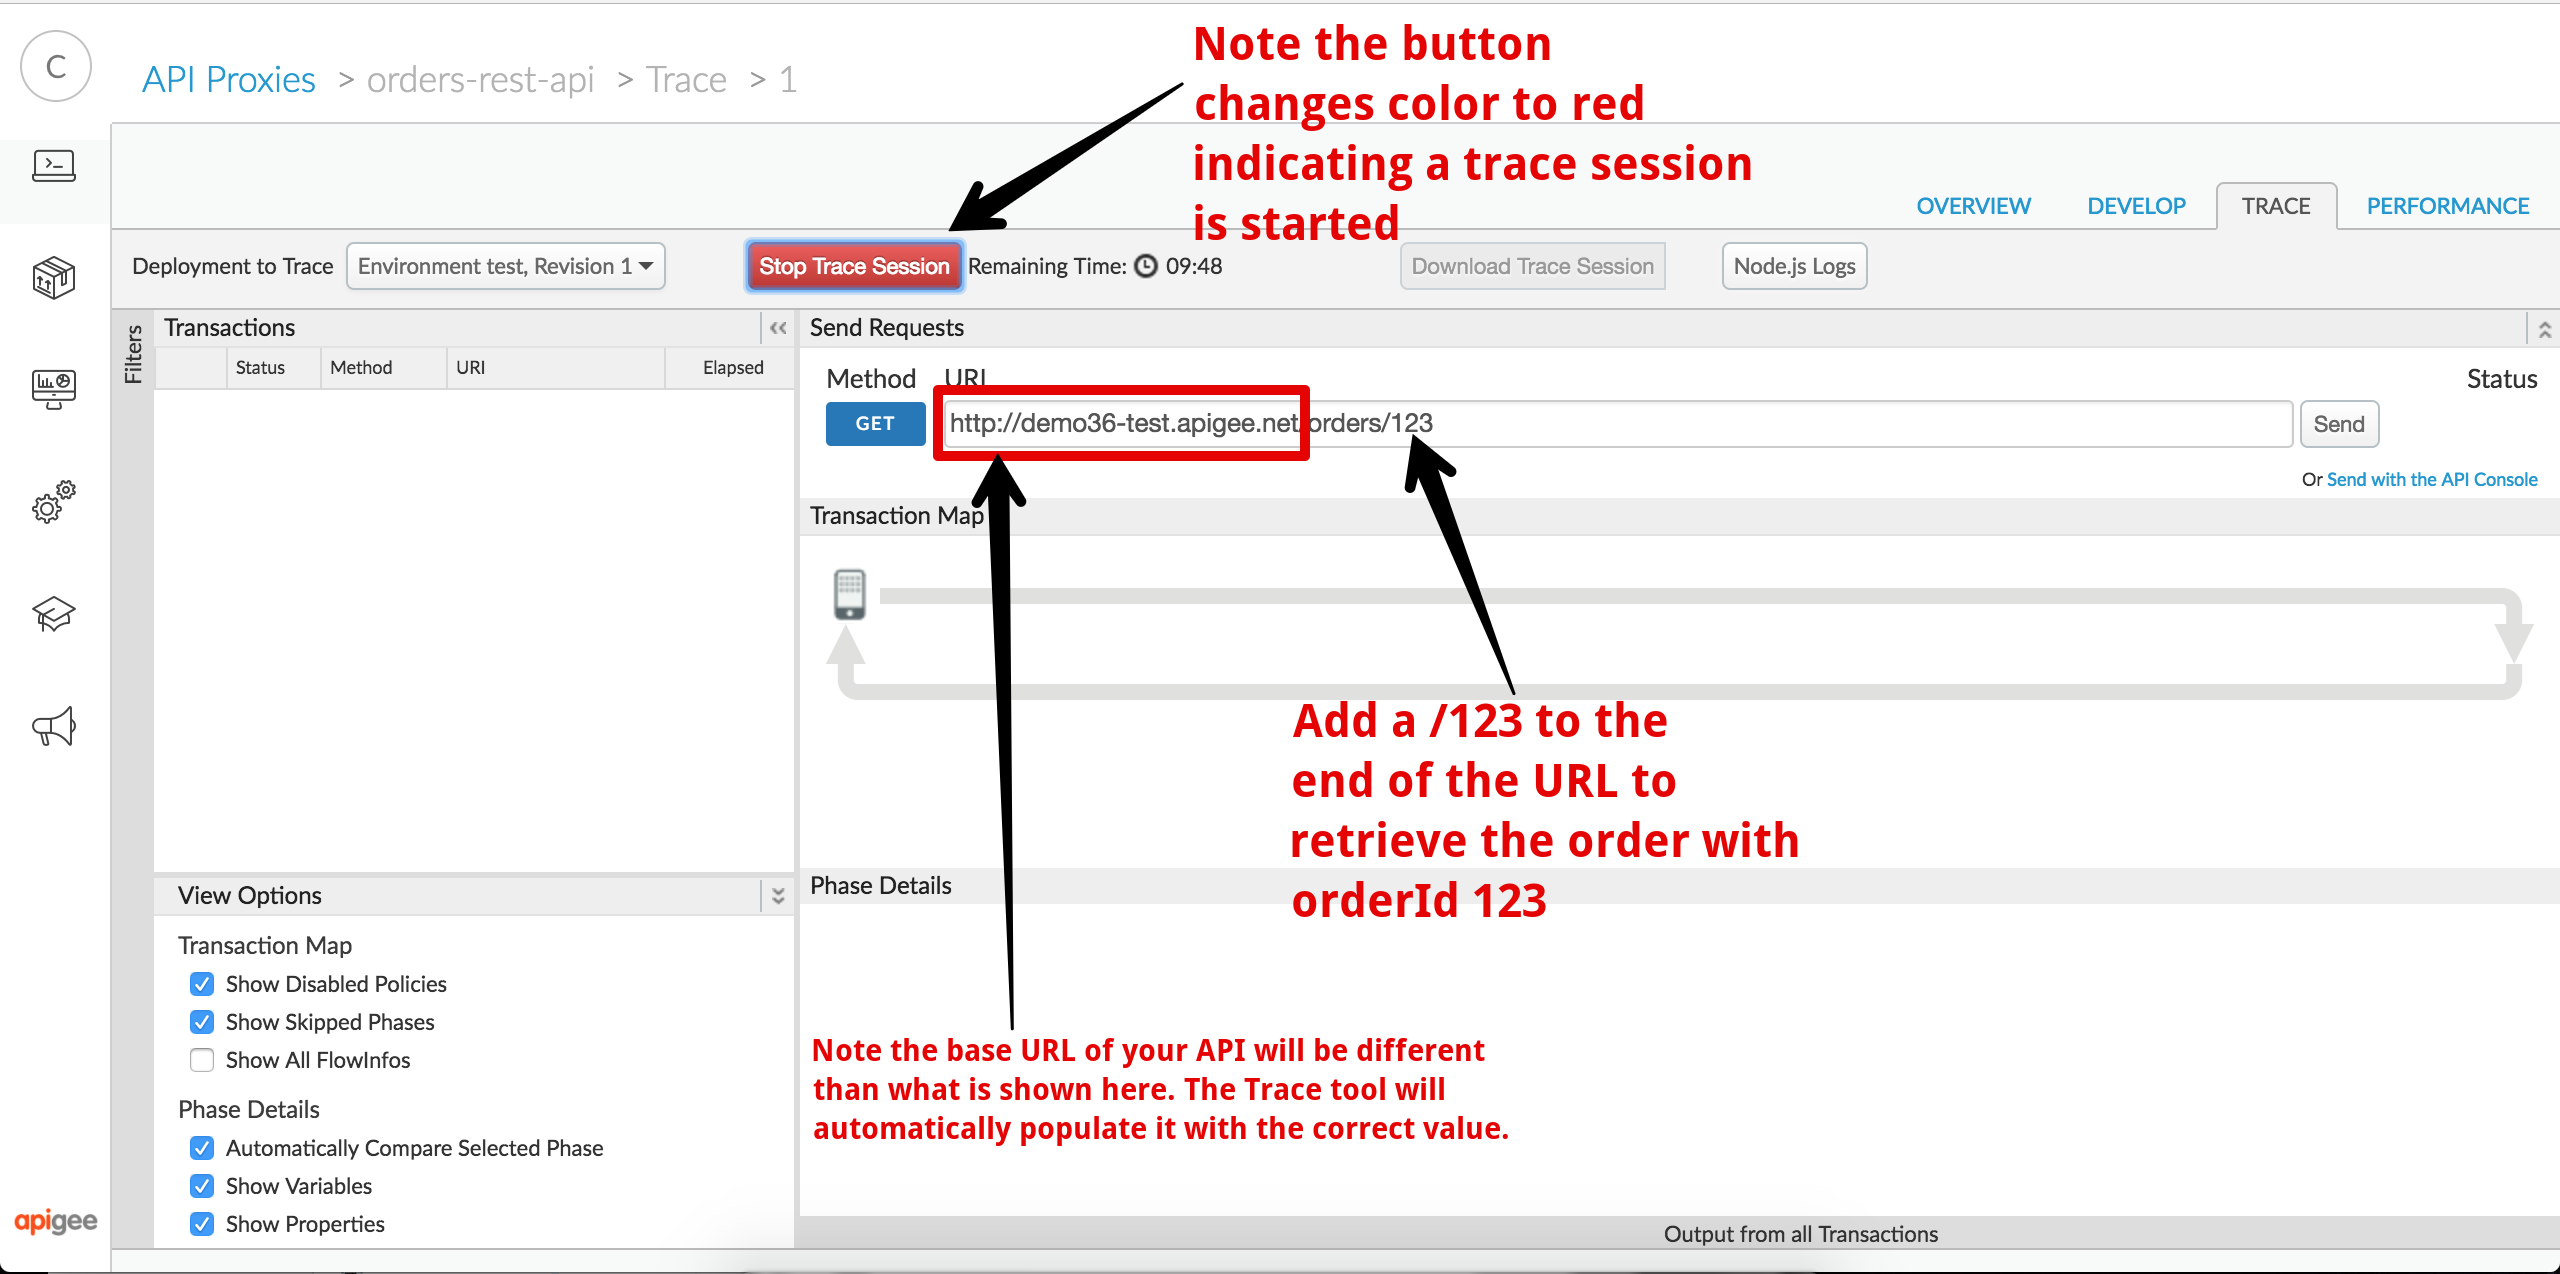 C
API Proxies > orders-rest-api > Trace > 1
Note the button
changes color to red
indicating a trace session
is started
OVERVIEW DEVELOP TRACE PERFORMANCE
Deployment to Trace Environment test, Revision 1 Stop Trace Session Remaining Time: 09:48 Download Trace Session Node.js Logs
Filters
Transactions
Status Method URI Elapsed
Send Requests
Method URI Status
GET http://demo36-test.apigee.net/orders/123 Send
Or Send with the API Console
Transaction Map
Add a /123 to the
end of the URL to
retrieve the order with
orderId 123
Phase Details
Note the base URL of your API will be different
than what is shown here. The Trace tool will
automatically populate it with the correct value.
View Options
Transaction Map
Show Disabled Policies
Show Skipped Phases
Show All FlowInfos
Phase Details
Automatically Compare Selected Phase
Show Variables
Show Properties
apigee
Output from all Transactions